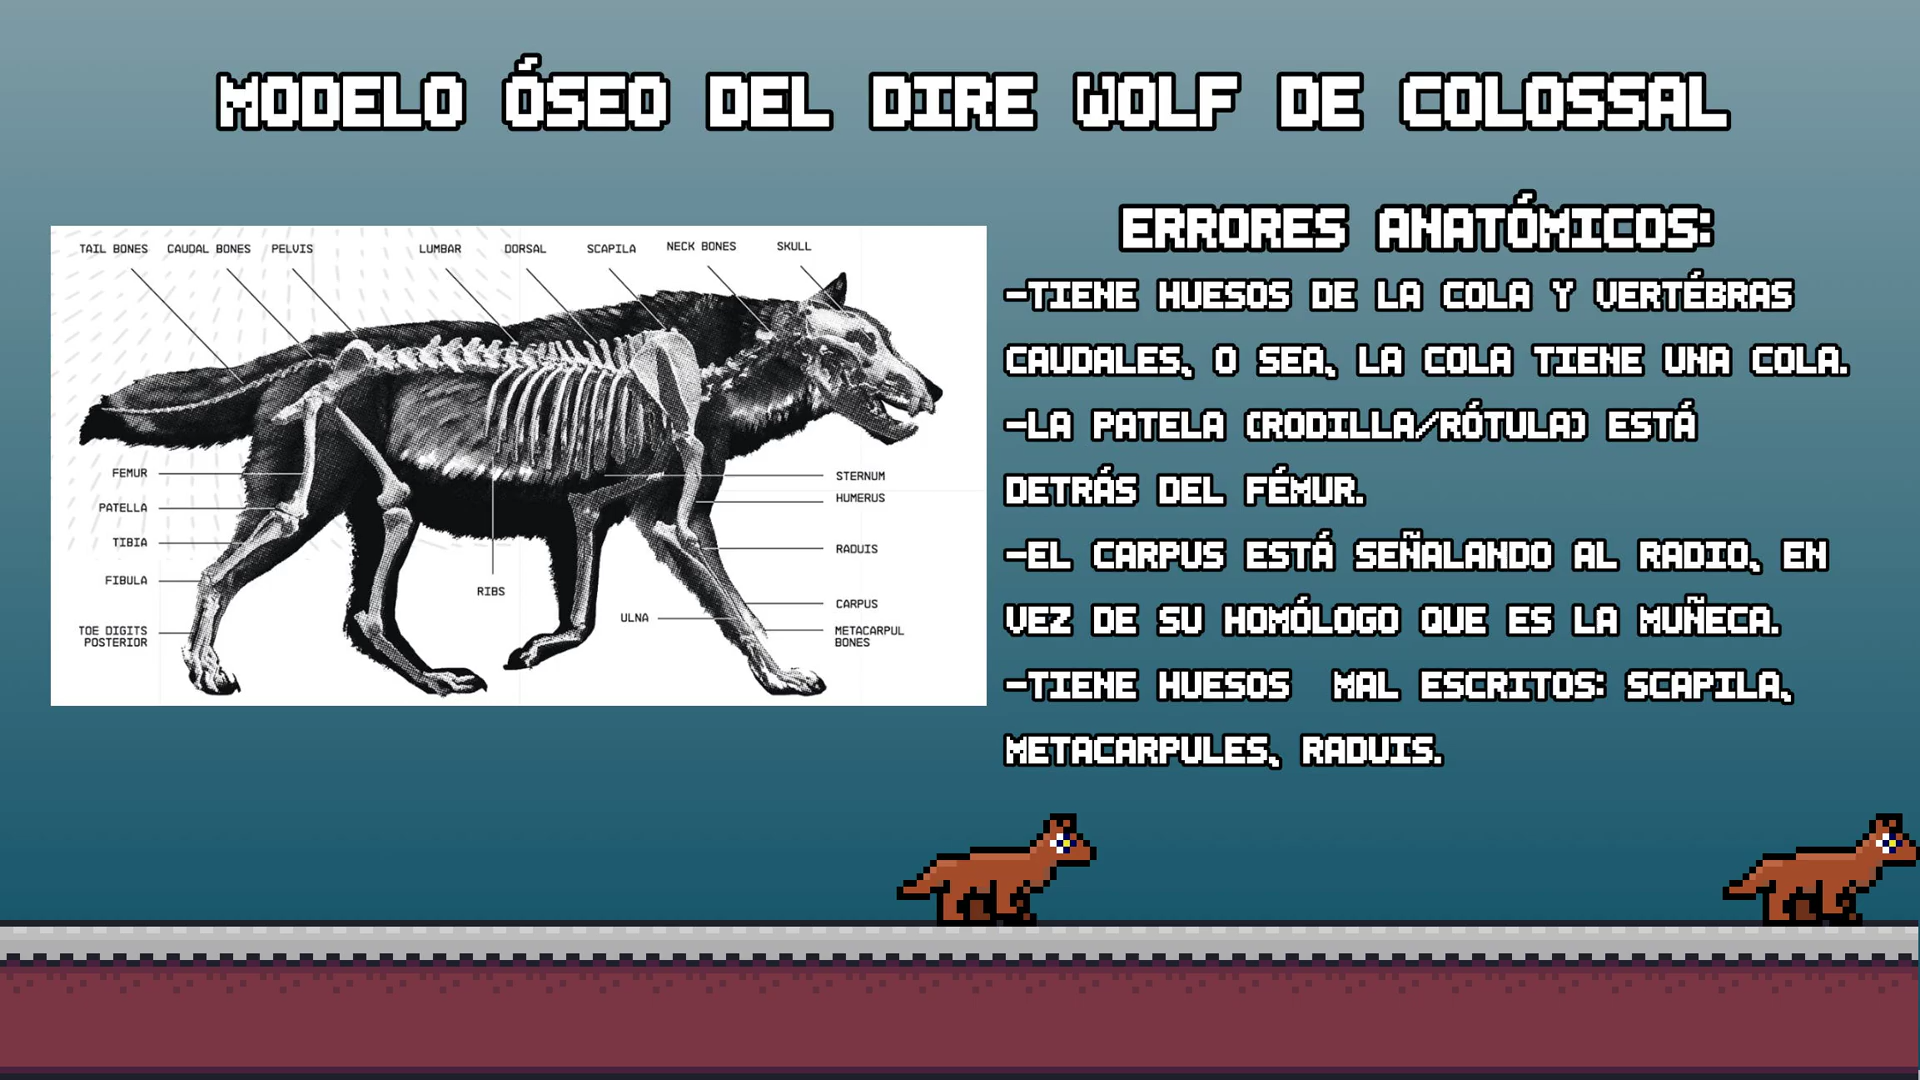 MODELO ÓSEO DEL DIRE WOLF DE COLOSSAL
TAIL BONES CAUDAL BONES PELVIS LUMBAR DORSAL SCAPILA NECK BONES SKULL
FEMUR
PATELLA
TIBIA
FIBULA
TOE DIGITS
POSTERIOR
RIBS
ULNA
STERNUM
HUMERUS
RADUIS
CARPUS
METACARPUL
BONES
ERRORES ANATÓMICOS:
-TIENE HUESOS DE LA COLA Y VERTÉBRAS
CAUDALES, O SEA, LA COLA TIENE UNA COLA.
-LA PATELA (RODILLA/RÓTULA) ESTÁ
DETRÁS DEL FÉMUR.
-EL CARPUS ESTÁ SEÑALANDO AL RADIO, EN
VEZ DE SU HOMÓLOGO QUE ES LA MUÑECA.
-TIENE HUESOS MAL ESCRITOS: SCAPILA,
METACARPULES, RADUIS.